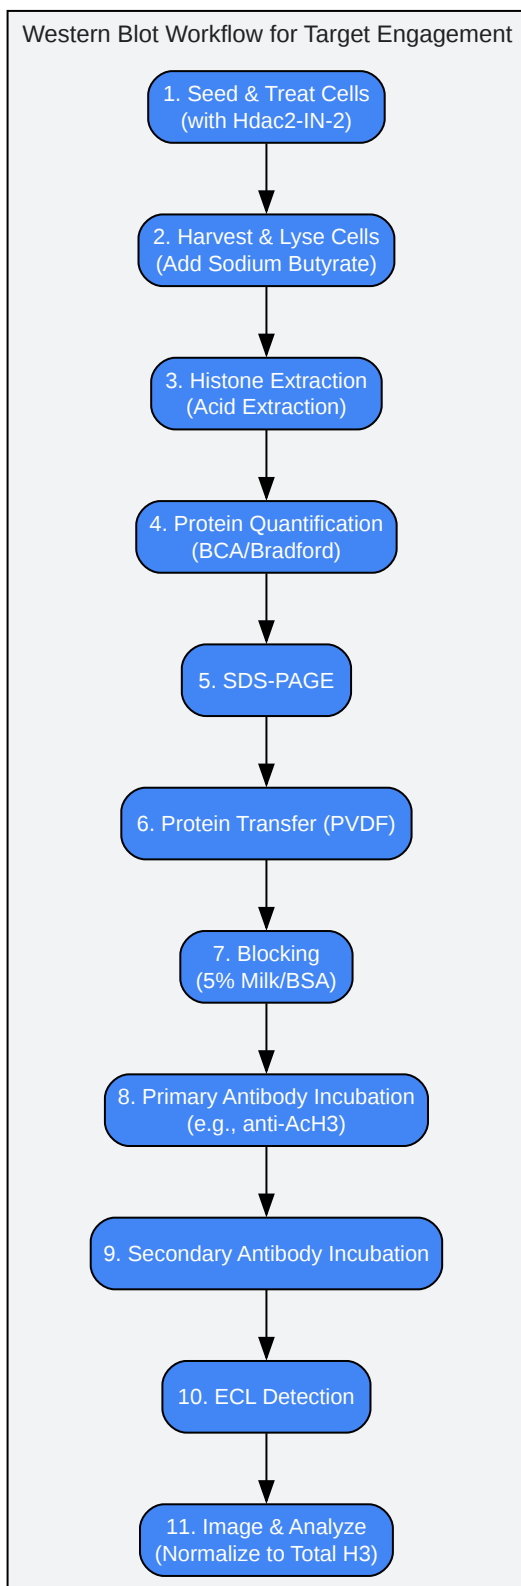 Western Blot Workflow for Target Engagement
1. Seed & Treat Cells
(with Hdac2-IN-2)
2. Harvest & Lyse Cells
(Add Sodium Butyrate)
3. Histone Extraction
(Acid Extraction)
4. Protein Quantification
(BCA/Bradford)
5. SDS-PAGE
6. Protein Transfer (PVDF)
7. Blocking
(5% Milk/BSA)
8. Primary Antibody Incubation
(e.g., anti-AcH3)
9. Secondary Antibody Incubation
10. ECL Detection
11. Image & Analyze
(Normalize to Total H3)